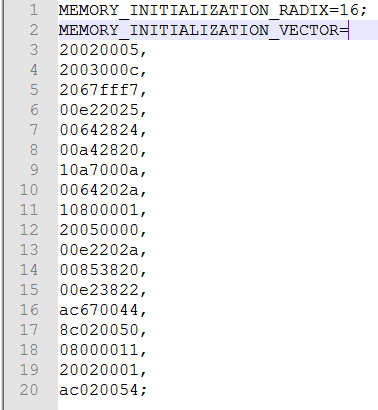 1 MEMORY_INITIALIZATION_RADIX=16;
2 MEMORY_INITIALIZATION_VECTOR=
3 20020005,
4 2003000c,
5 2067fff7,
6 00e22025,
7 00642824,
8 00a42820,
9 10a7000a,
10 0064202a,
11 10800001,
12 20050000,
13 00e2202a,
14 00853820,
15 00e23822,
16 ac670044,
17 8c020050,
18 08000011,
19 20020001,
20 ac020054;